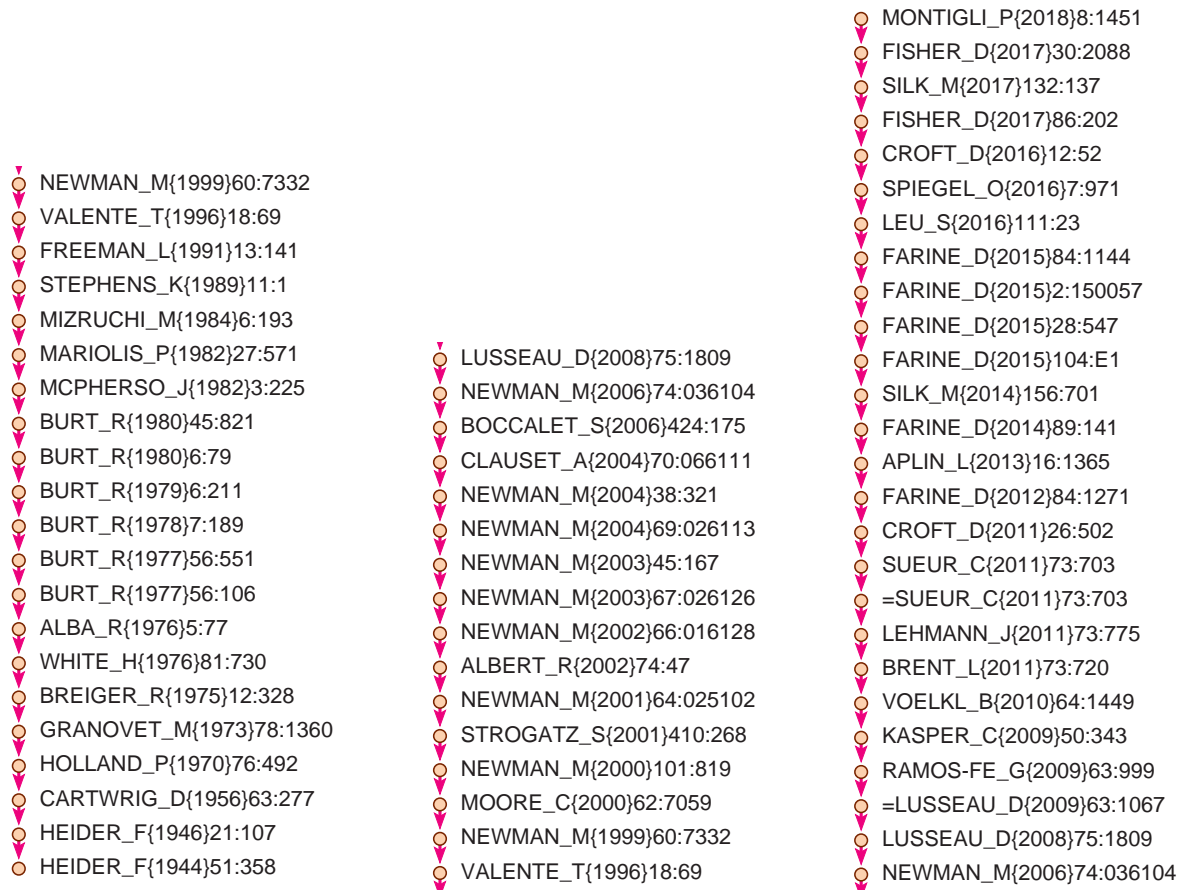 NEWMAN_M{1999}60:7332
VALENTE_T{1996}18:69
FREEMAN_L{1991}13:141
STEPHENS_K{1989}11:1
MIZRUCHI_M{1984}6:193
MARIOLIS_P{1982}27:571
MCPHERSO_J{1982}3:225
BURT_R{1980}45:821
BURT_R{1980}6:79
BURT_R{1979}6:211
BURT_R{1978}7:189
BURT_R{1977}56:551
BURT_R{1977}56:106
ALBA_R{1976}5:77
WHITE_H{1976}81:730
BREIGER_R{1975}12:328
GRANOVET_M{1973}78:1360
HOLLAND_P{1970}76:492
CARTWRIG_D{1956}63:277
HEIDER_F{1946}21:107
HEIDER_F{1944}51:358
LUSSEAU_D{2008}75:1809
NEWMAN_M{2006}74:036104
BOCCALET_S{2006}424:175
CLAUSET_A{2004}70:066111
NEWMAN_M{2004}38:321
NEWMAN_M{2004}69:026113
NEWMAN_M{2003}45:167
NEWMAN_M{2003}67:026126
NEWMAN_M{2002}66:016128
ALBERT_R{2002}74:47
NEWMAN_M{2001}64:025102
STROGATZ_S{2001}410:268
NEWMAN_M{2000}101:819
MOORE_C{2000}62:7059
NEWMAN_M{1999}60:7332
VALENTE_T{1996}18:69
MONTIGLI_P{2018}8:1451
FISHER_D{2017}30:2088
SILK_M{2017}132:137
FISHER_D{2017}86:202
CROFT_D{2016}12:52
SPIEGEL_O{2016}7:971
LEU_S{2016}111:23
FARINE_D{2015}84:1144
FARINE_D{2015}2:150057
FARINE_D{2015}28:547
FARINE_D{2015}104:E1
SILK_M{2014}156:701
FARINE_D{2014}89:141
APLIN_L{2013}16:1365
FARINE_D{2012}84:1271
CROFT_D{2011}26:502
SUEUR_C{2011}73:703
=SUEUR_C{2011}73:703
LEHMANN_J{2011}73:775
BRENT_L{2011}73:720
VOELKL_B{2010}64:1449
KASPER_C{2009}50:343
RAMOS-FE_G{2009}63:999
=LUSSEAU_D{2009}63:1067
LUSSEAU_D{2008}75:1809
NEWMAN_M{2006}74:036104